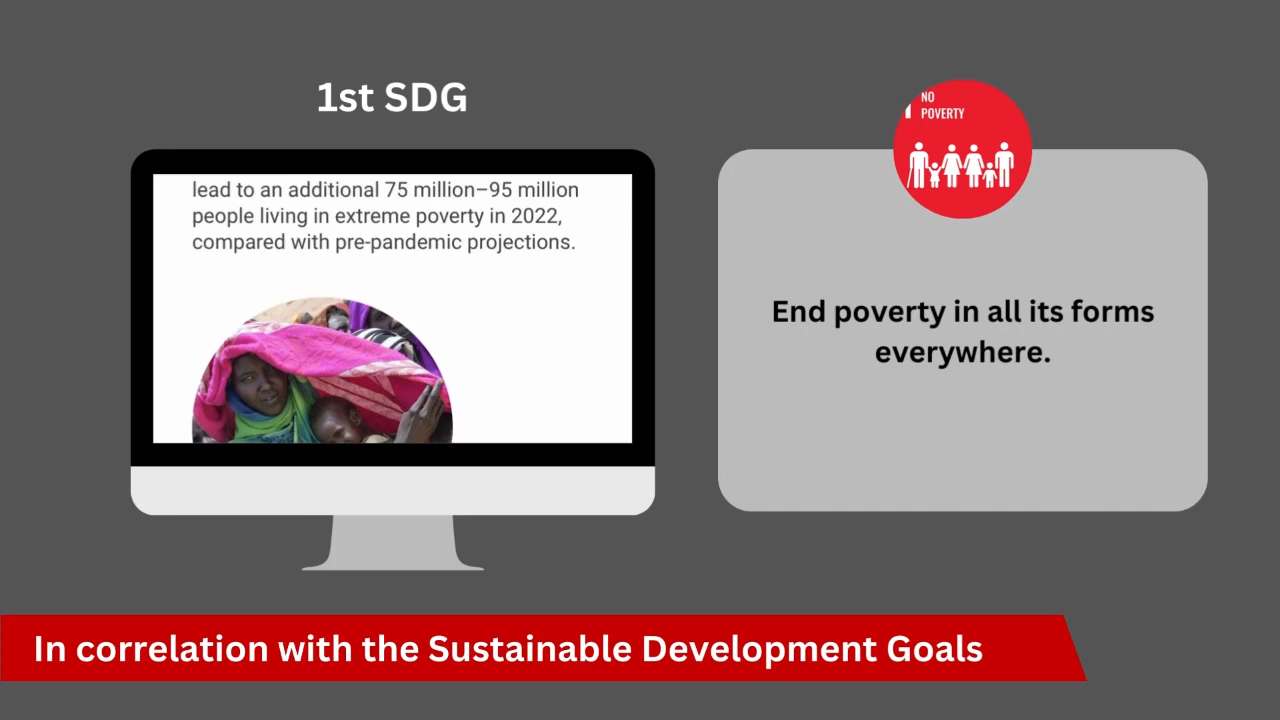 1st SDG
lead to an additional 75 million–95 million
people living in extreme poverty in 2022,
compared with pre-pandemic projections.
NO
POVERTY
End poverty in all its forms
everywhere.
In correlation with the Sustainable Development Goals